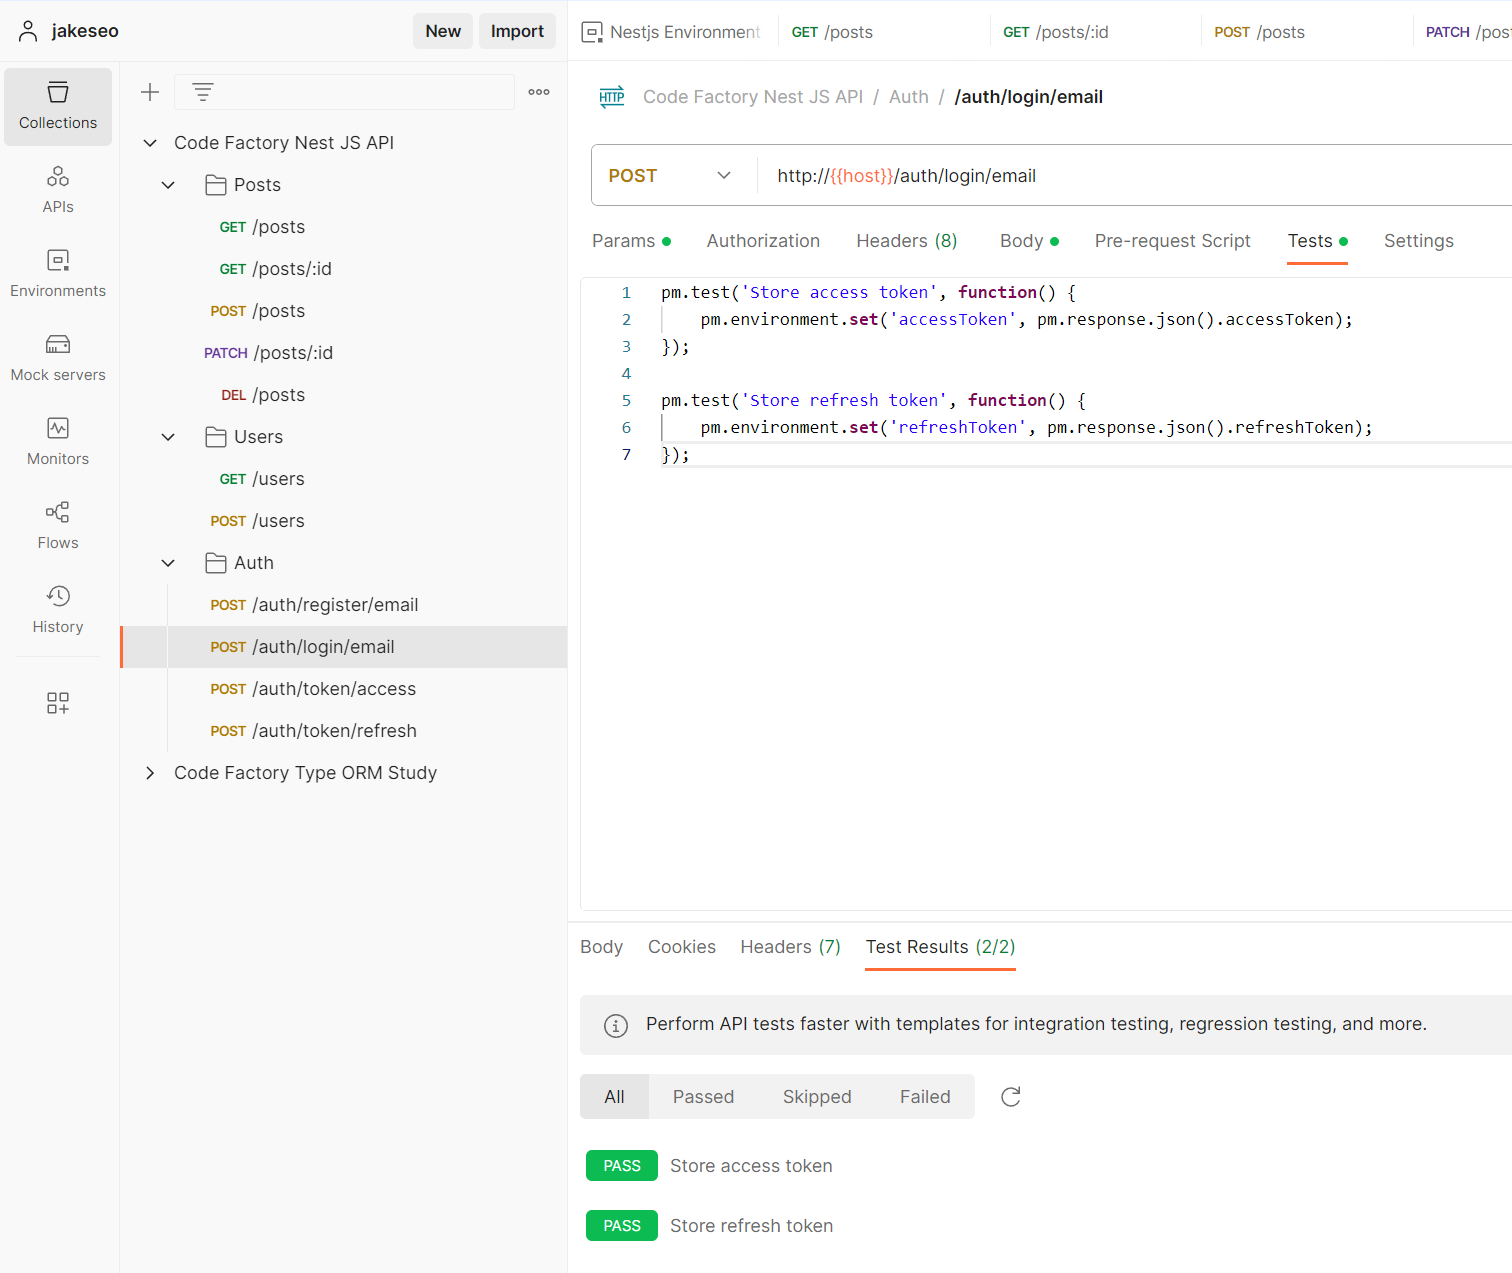 jakeseo
New
Import
Nestjs Environment
GET /posts
GET /posts/:id
POST /posts
PATCH /pos
Collections
APIs
Environments
Mock servers
Monitors
Flows
History
Code Factory Nest JS API
Posts
GET /posts
GET /posts/:id
POST /posts
PATCH /posts/:id
DEL /posts
Users
GET /users
POST /users
Auth
POST /auth/register/email
POST /auth/login/email
POST /auth/token/access
POST /auth/token/refresh
Code Factory Type ORM Study
HTTP Code Factory Nest JS API / Auth / /auth/login/email
POST http://{{host}}/auth/login/email
Params Authorization Headers (8) Body Pre-request Script Tests Settings
1 pm.test('Store access token', function() {
2 pm.environment.set('accessToken', pm.response.json().accessToken);
3 });
4
5 pm.test('Store refresh token', function() {
6 pm.environment.set('refreshToken', pm.response.json().refreshToken);
7 });
Body Cookies Headers (7) Test Results (2/2)
Perform API tests faster with templates for integration testing, regression testing, and more.
All Passed Skipped Failed
PASS Store access token
PASS Store refresh token